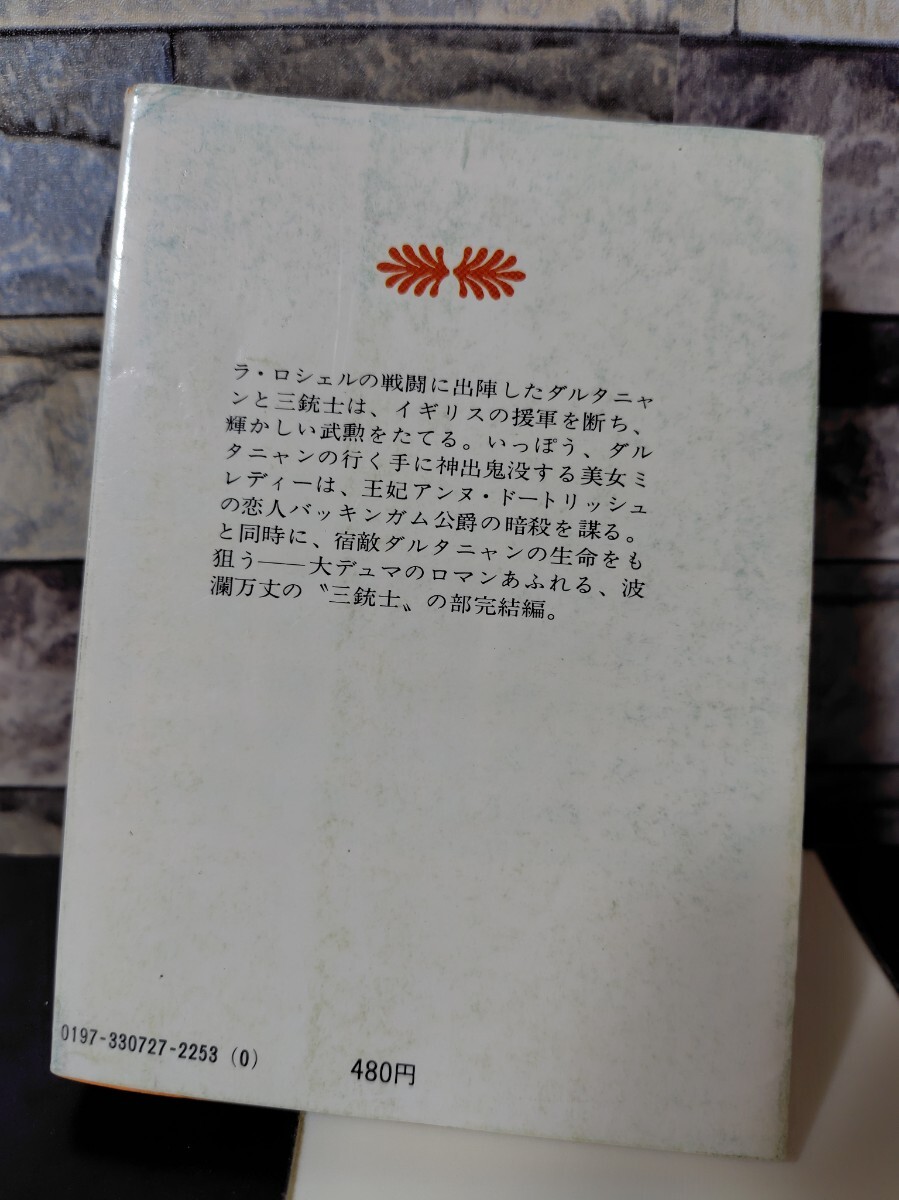 ラ・ロシェルの戦闘に出陣したダルタニャ
ンと三銃士は、イギリスの援軍を断ち、
輝かしい武勲をたてる。いっぽう、ダル
タニャンの行く手に神出鬼没する美女ミ
レディーは、王妃アンヌ・ドートリッシュ
の恋人バッキンガム公爵の暗殺を謀る。
と同時に、宿敵ダルタニャンの生命をも
狙う——大デュマのロマンあふれる、波
瀾万丈の〝三銃士〟の部完結編。
0197-330727-2253 (0)
480円